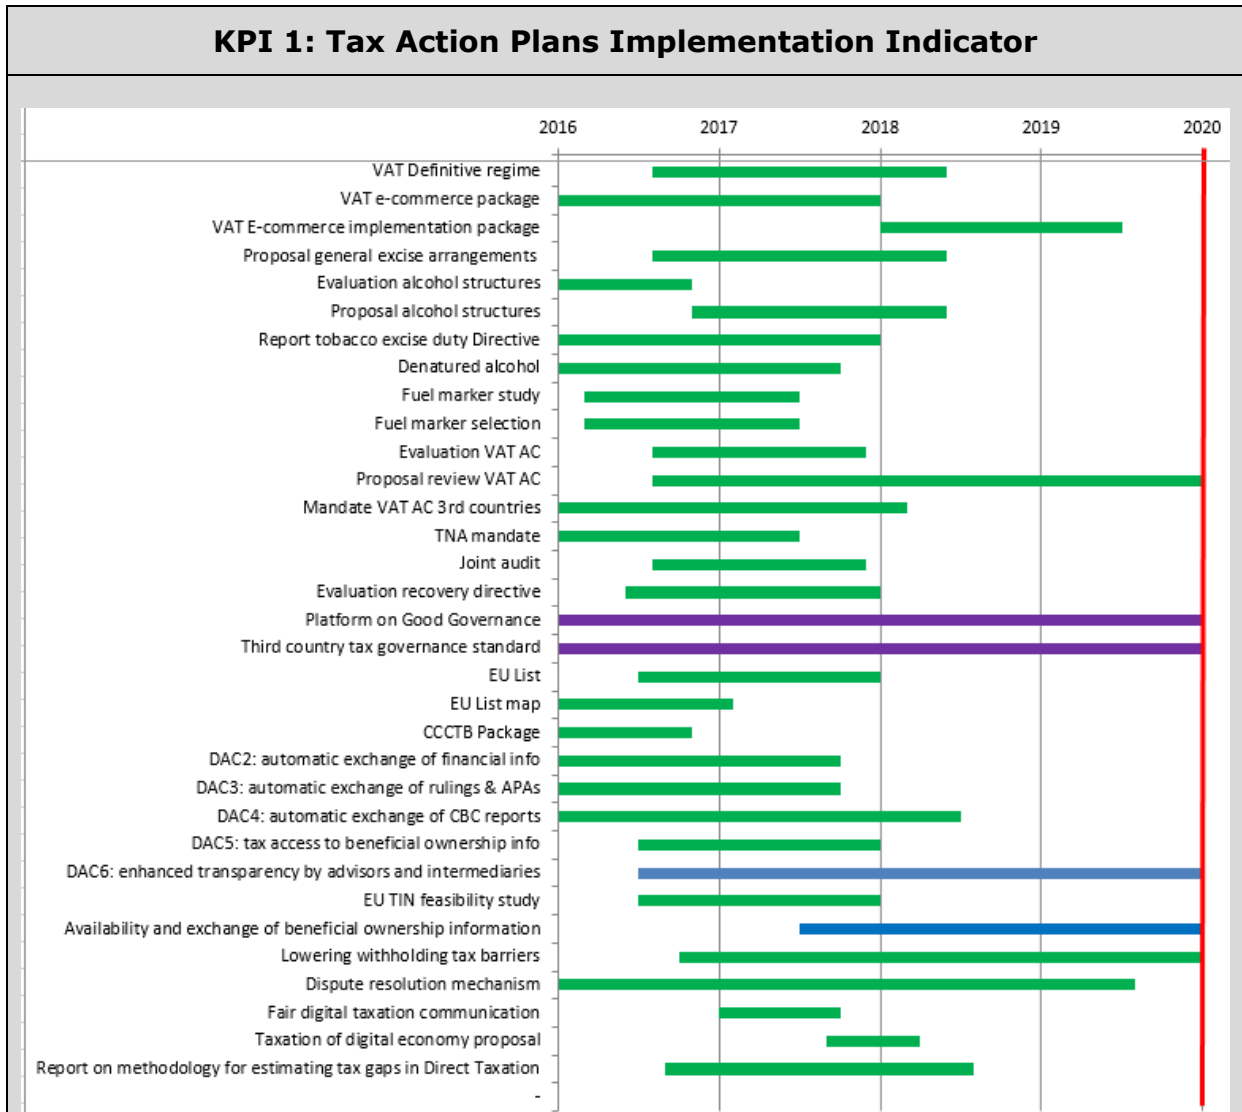 KPI 1: Tax Action Plans Implementation Indicator
2016 2017 2018 2019 2020
VAT Definitive regime
VAT e-commerce package
VAT E-commerce implementation package
Proposal general excise arrangements
Evaluation alcohol structures
Proposal alcohol structures
Report tobacco excise duty Directive
Denatured alcohol
Fuel marker study
Fuel marker selection
Evaluation VAT AC
Proposal review VAT AC
Mandate VAT AC 3rd countries
TNA mandate
Joint audit
Evaluation recovery directive
Platform on Good Governance
Third country tax governance standard
EU List
EU List map
CCCTB Package
DAC2: automatic exchange of financial info
DAC3: automatic exchange of rulings & APAs
DAC4: automatic exchange of CBC reports
DAC5: tax access to beneficial ownership info
DAC6: enhanced transparency by advisors and intermediaries
EU TIN feasibility study
Availability and exchange of beneficial ownership information
Lowering withholding tax barriers
Dispute resolution mechanism
Fair digital taxation communication
Taxation of digital economy proposal
Report on methodology for estimating tax gaps in Direct Taxation
-